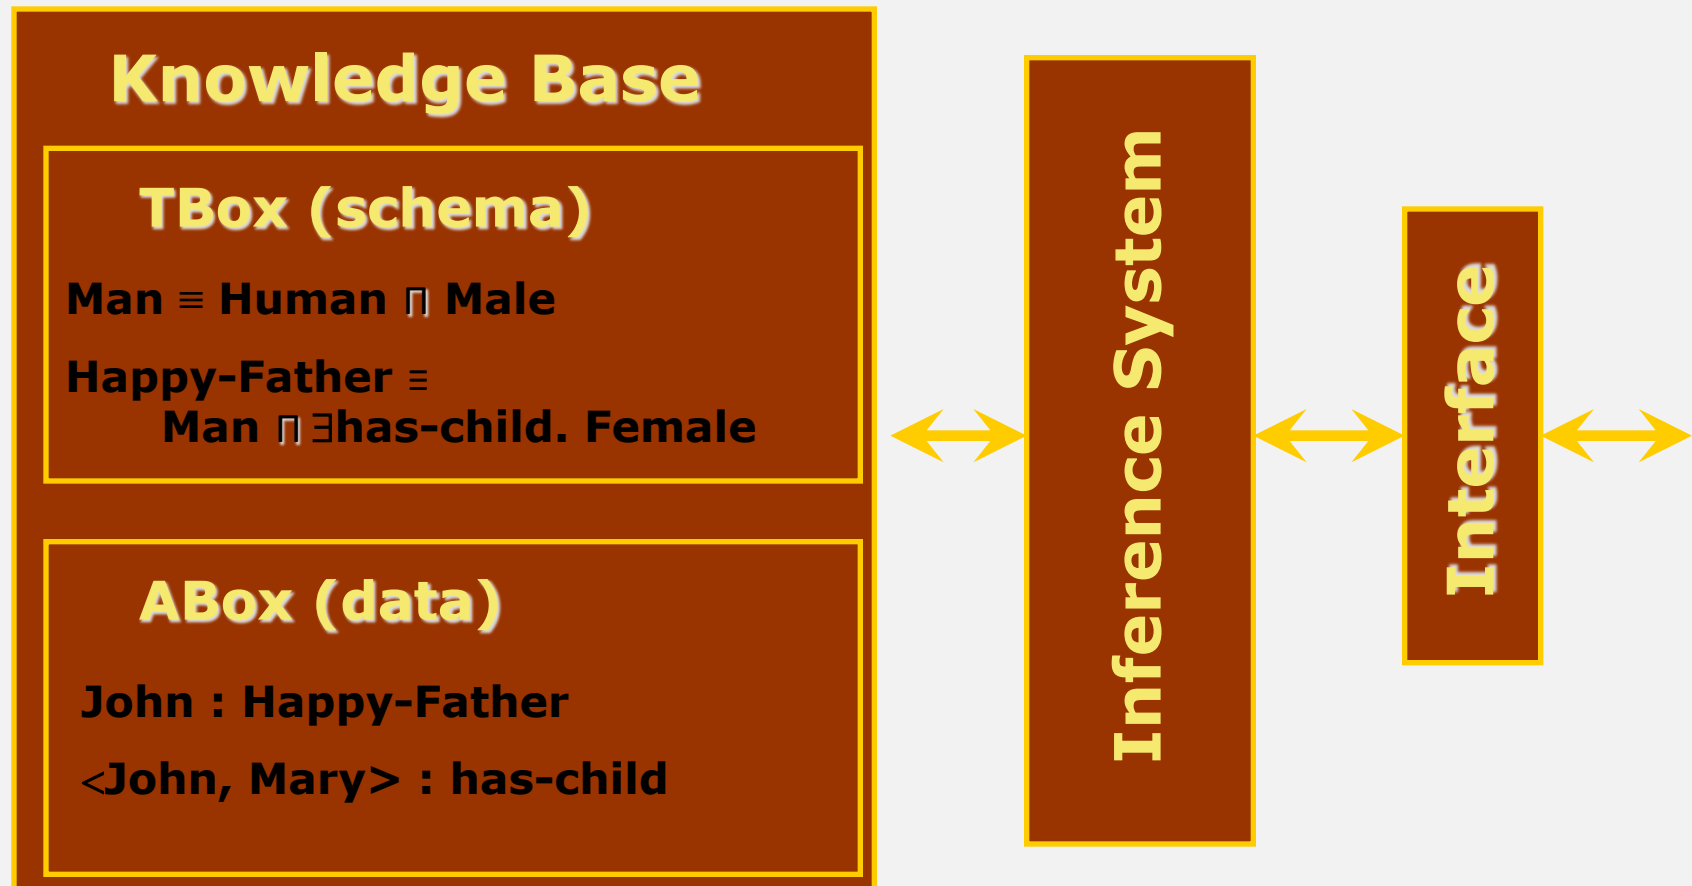 Knowledge Base
TBox (schema)
Man ≡ Human ⊓ Male
Happy-Father ≡
Man ⊓ ∃has-child. Female
ABox (data)
John : Happy-Father
<John, Mary> : has-child
Inference System
Interface